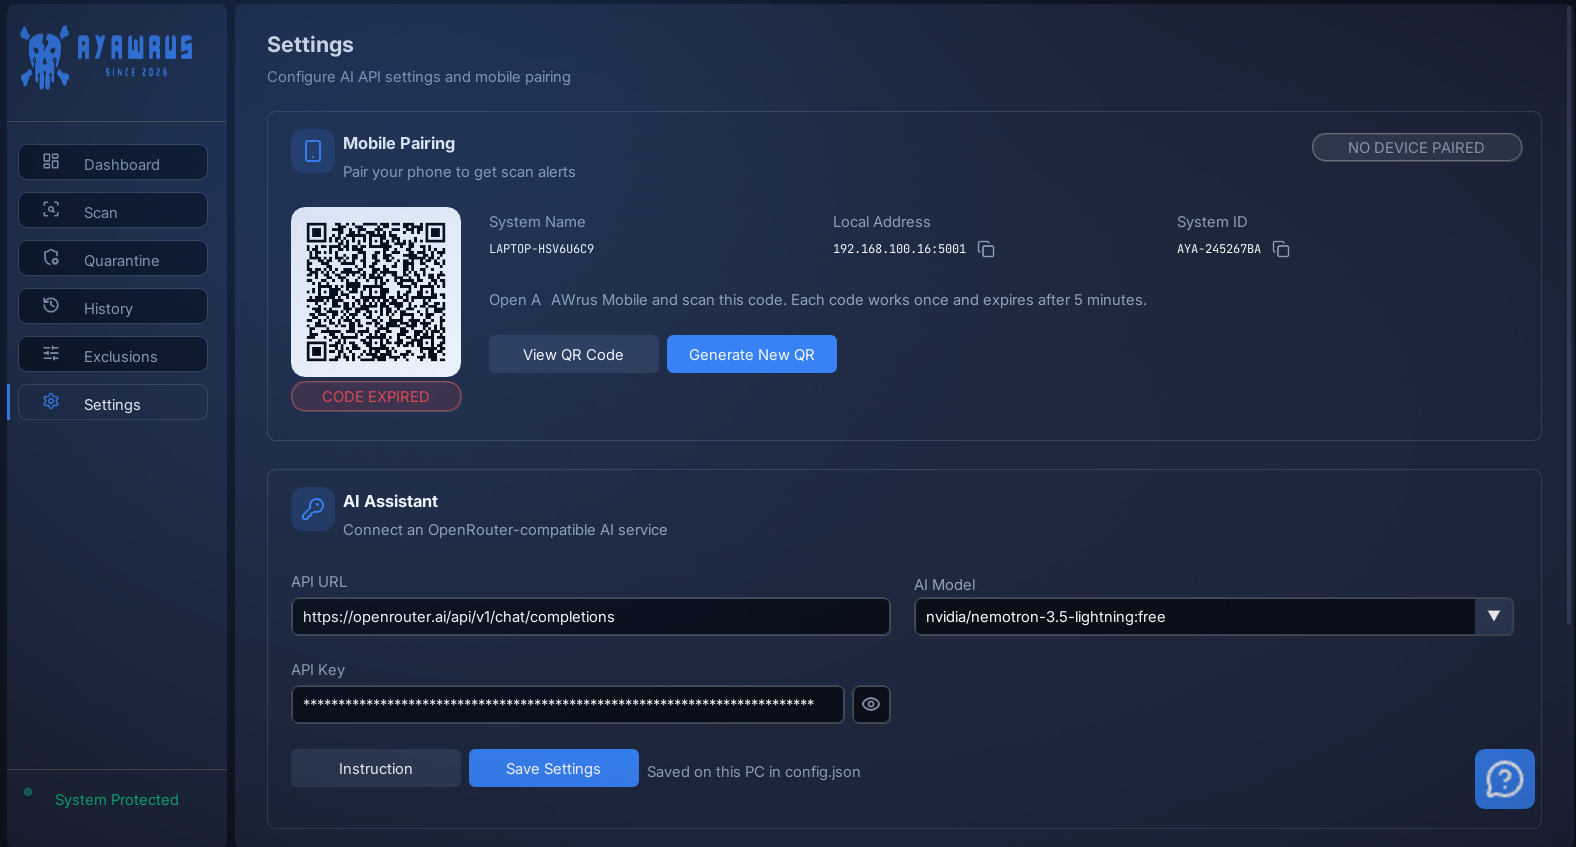 AYAWRUS
SINCE 2026
Dashboard
Scan
Quarantine
History
Exclusions
Settings
System Protected
Settings
Configure AI API settings and mobile pairing
Mobile Pairing
Pair your phone to get scan alerts
NO DEVICE PAIRED
CODE EXPIRED
System Name
LAPTOP-HSV6U6C9
Local Address
192.168.100.16:5001
System ID
AYA-245267BA
Open A AWrus Mobile and scan this code. Each code works once and expires after 5 minutes.
View QR Code
Generate New QR
AI Assistant
Connect an OpenRouter-compatible AI service
API URL
https://openrouter.ai/api/v1/chat/completions
AI Model
nvidia/nemotron-3.5-lightning:free
API Key
*************************************************************************
Instruction
Save Settings
Saved on this PC in config.json